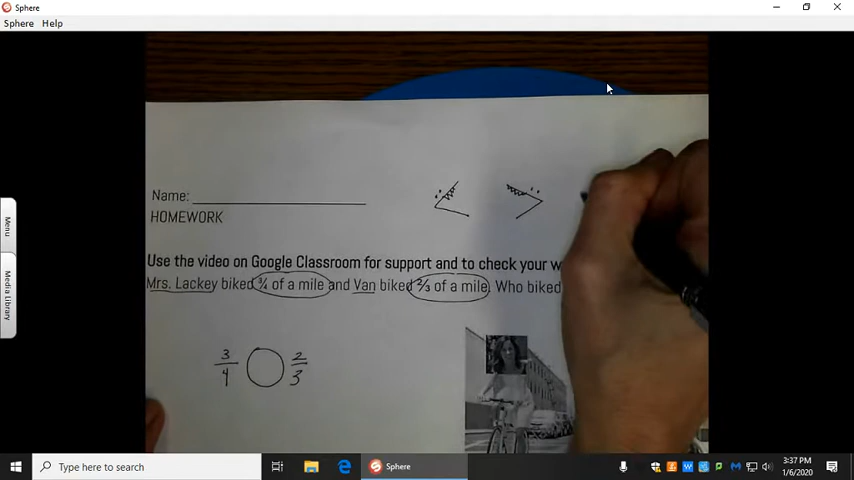 Sphere
Sphere Help
Menu
Media Library
Name:
HOMEWORK
Use the video on Google Classroom for support and to check your w
Mrs. Lackey biked ¾ of a mile and Van biked ⅔ of a mile. Who biked
3/4 2/3
Type here to search
Sphere
3:37 PM
1/6/2020